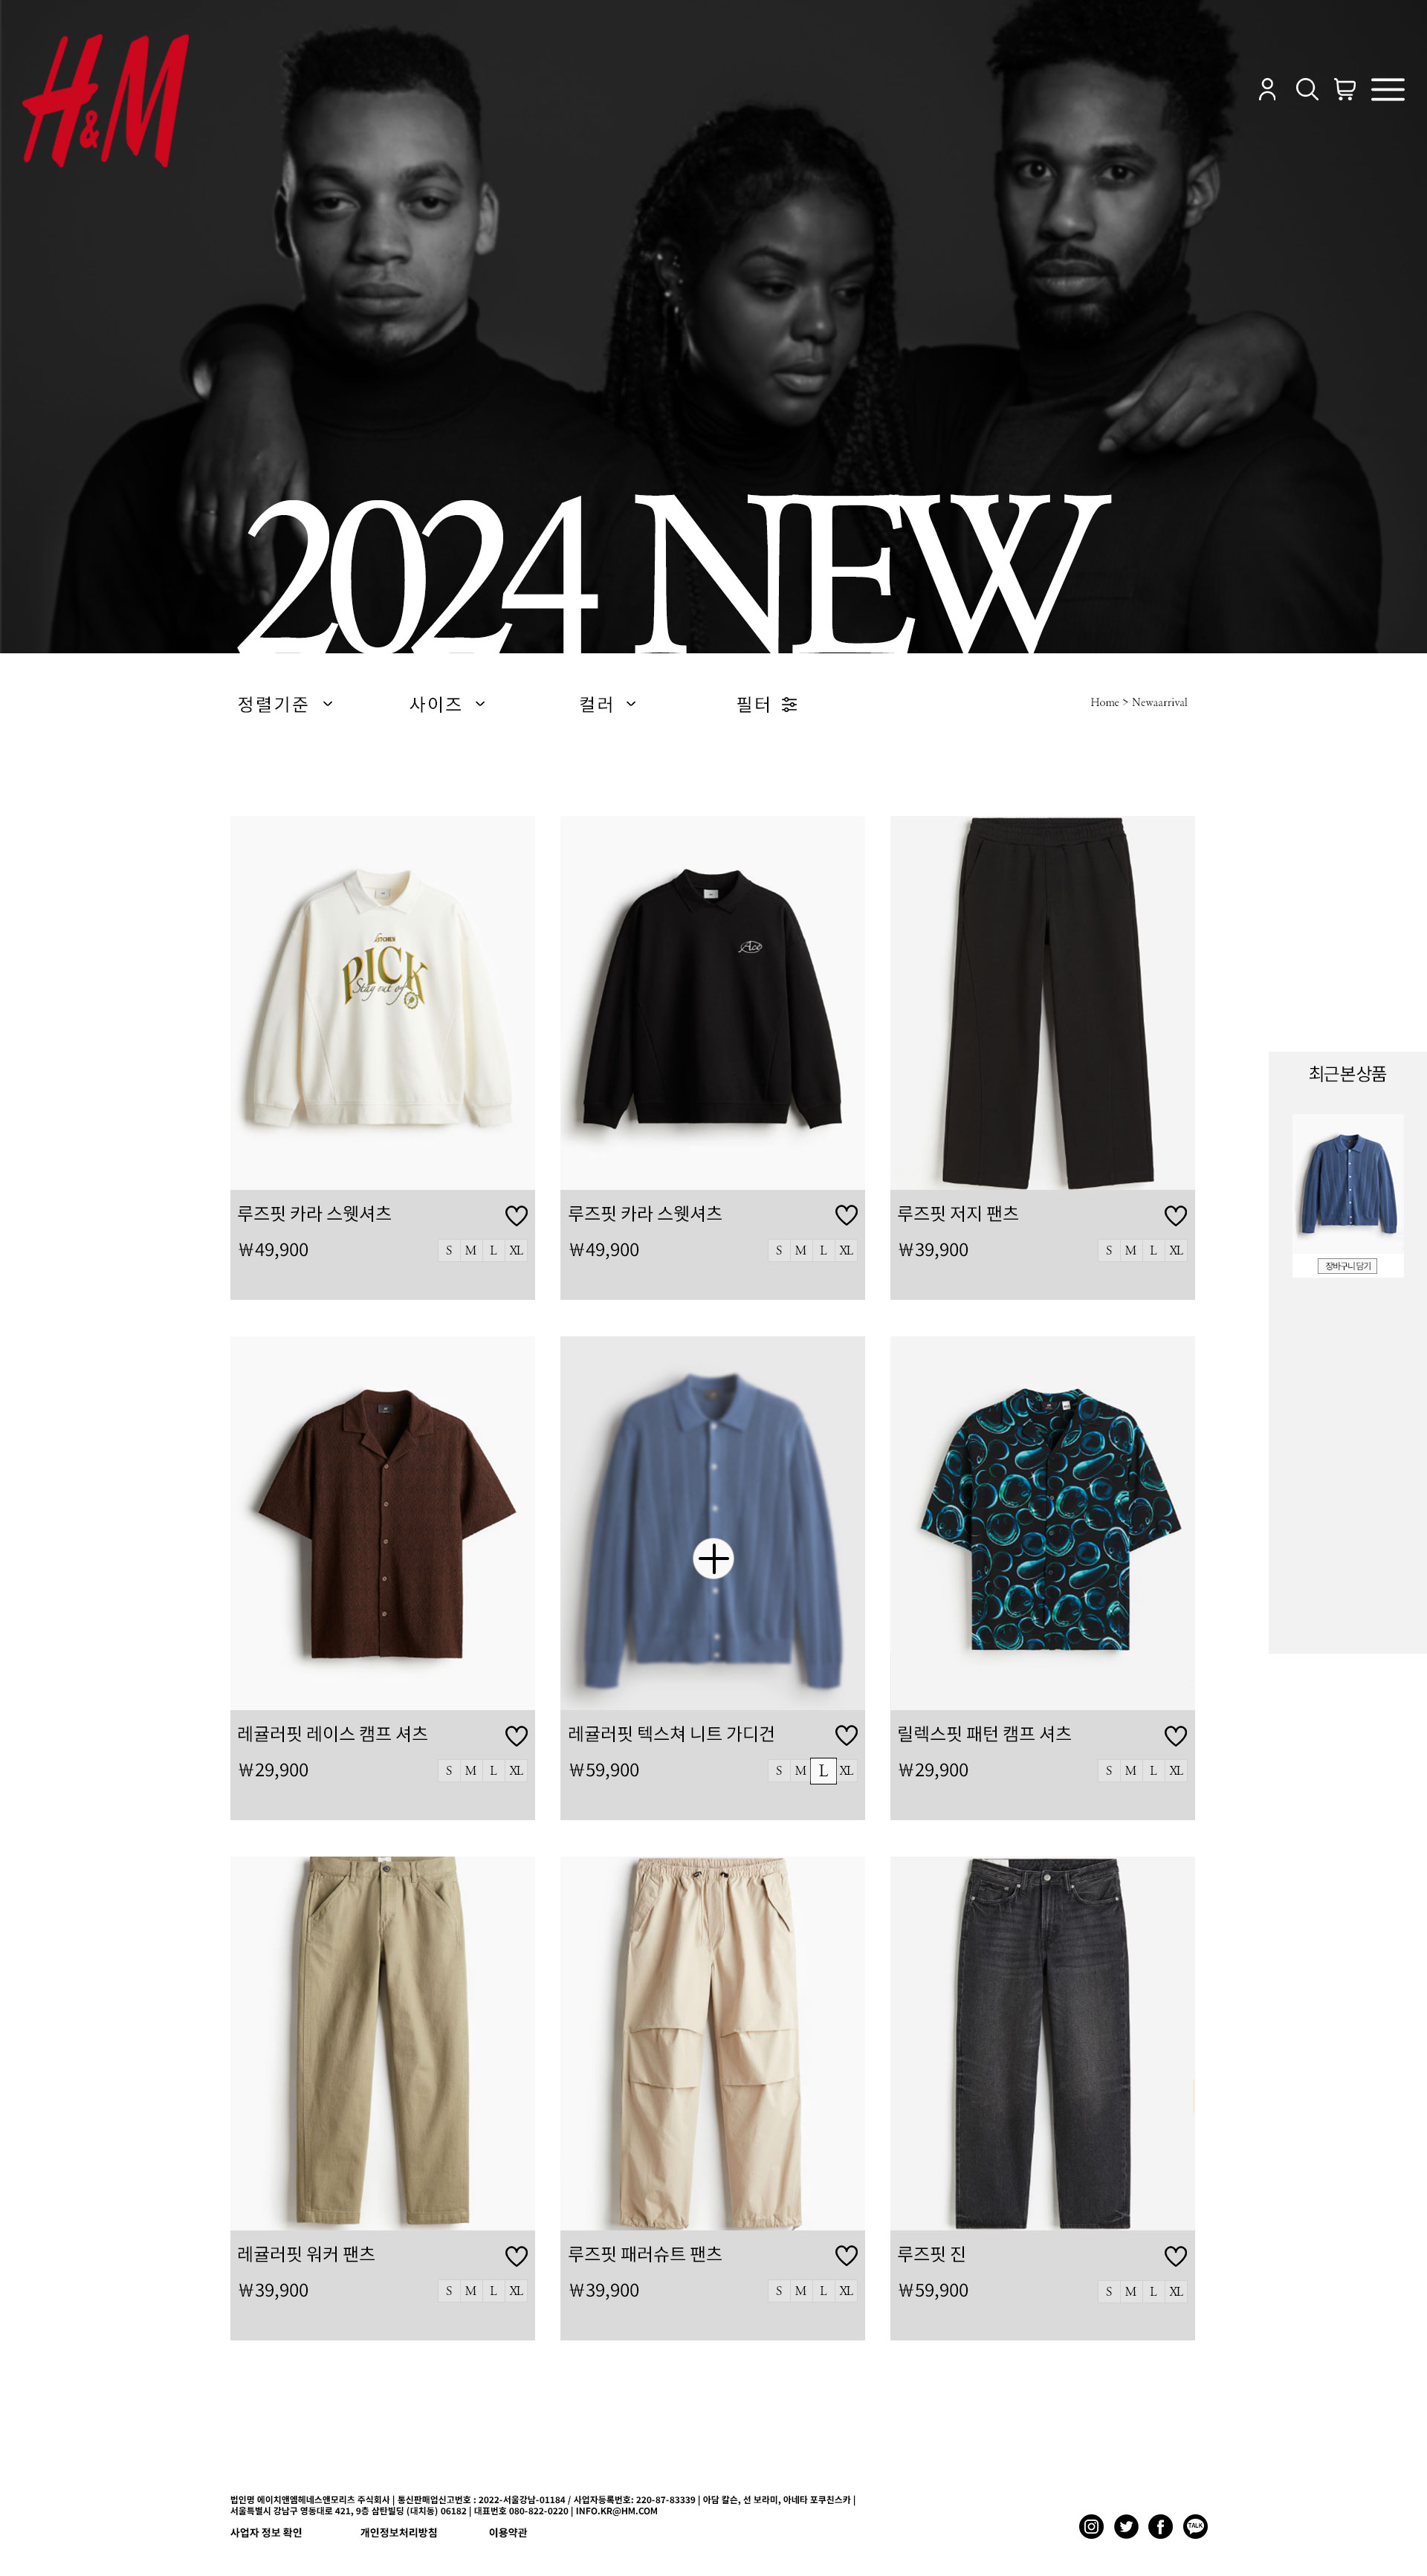 H&M
2024 NEW
정렬기준
사이즈
컬러
필터
Home > Newaarrival
KITCHEN
PICK
Stay out of
Ace
루즈핏 카라 스웻셔츠
₩49,900
S M L XL
루즈핏 카라 스웻셔츠
₩49,900
S M L XL
루즈핏 저지 팬츠
₩39,900
S M L XL
최근본상품
장바구니담기
레귤러핏 레이스 캠프 셔츠
₩29,900
S M L XL
레귤러핏 텍스쳐 니트 가디건
₩59,900
S M L XL
릴렉스핏 패턴 캠프 셔츠
₩29,900
S M L XL
레귤러핏 워커 팬츠
₩39,900
S M L XL
루즈핏 패러슈트 팬츠
₩39,900
S M L XL
루즈핏 진
₩59,900
S M L XL
법인명 에이치앤엠헤네스앤모리츠 주식회사 | 통신판매업신고번호 : 2022-서울강남-01184 / 사업자등록번호: 220-87-83339 | 아담 칼슨, 선 보라미, 아네타 포쿠친스카 |
서울특별시 강남구 영동대로 421, 9층 삼탄빌딩 (대치동) 06182 | 대표번호 080-822-0220 | INFO.KR@HM.COM
사업자 정보 확인
개인정보처리방침
이용약관
TALK